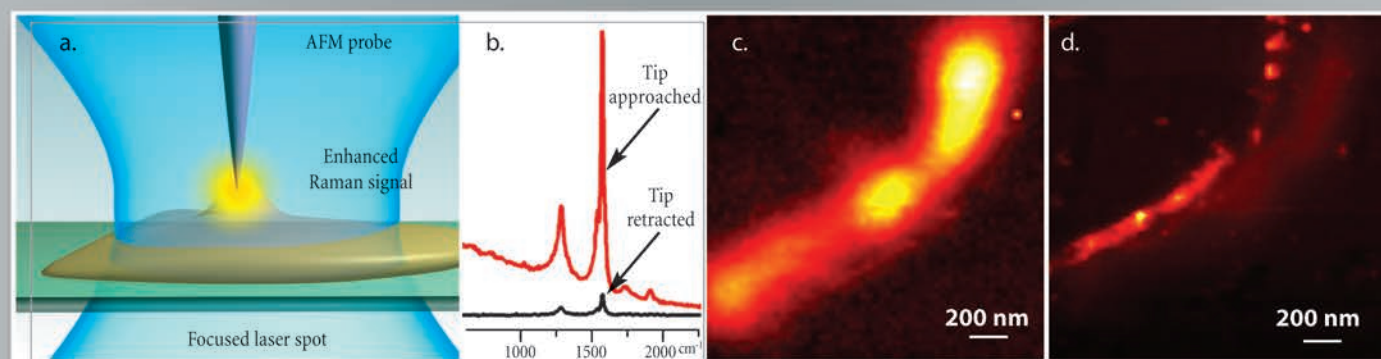 a.
AFM probe
Enhanced
Raman signal
Focused laser spot
b.
Tip
approached
Tip
retracted
1000 1500 2000 cm⁻¹
c.
200 nm
d.
200 nm